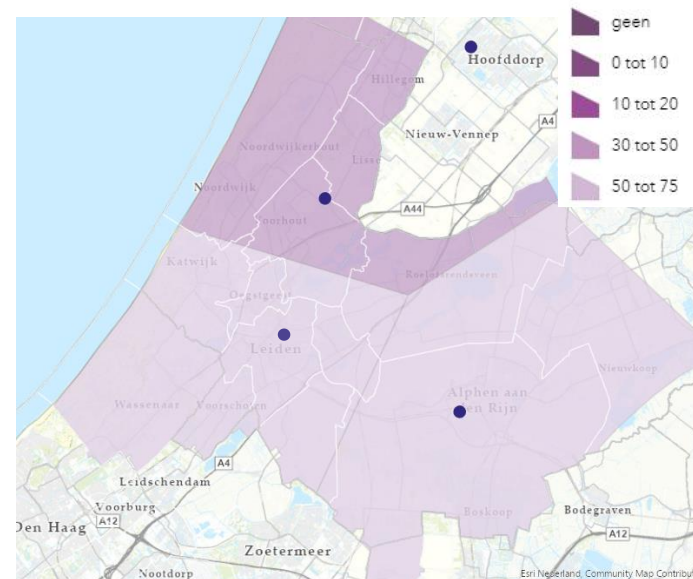 geen
0 tot 10
10 tot 20
30 tot 50
50 tot 75
Hoofddorp
Hillegom
A4
Nieuw-Vennep
Noordwijkerhout
Lisse
Noordwijk
A44
Voorhout
Katwijk
Roelofarendsveen
Oegstgeest
Leiden
Nieuwkoop
Alphen aan
den Rijn
Wassenaar
Voorschoten
A4
Leidschendam
Voorburg
A12
Boskoop
Bodegraven
Den Haag
A12
Zoetermeer
Nootdorp
Esri Nederland, Community Map Contribu